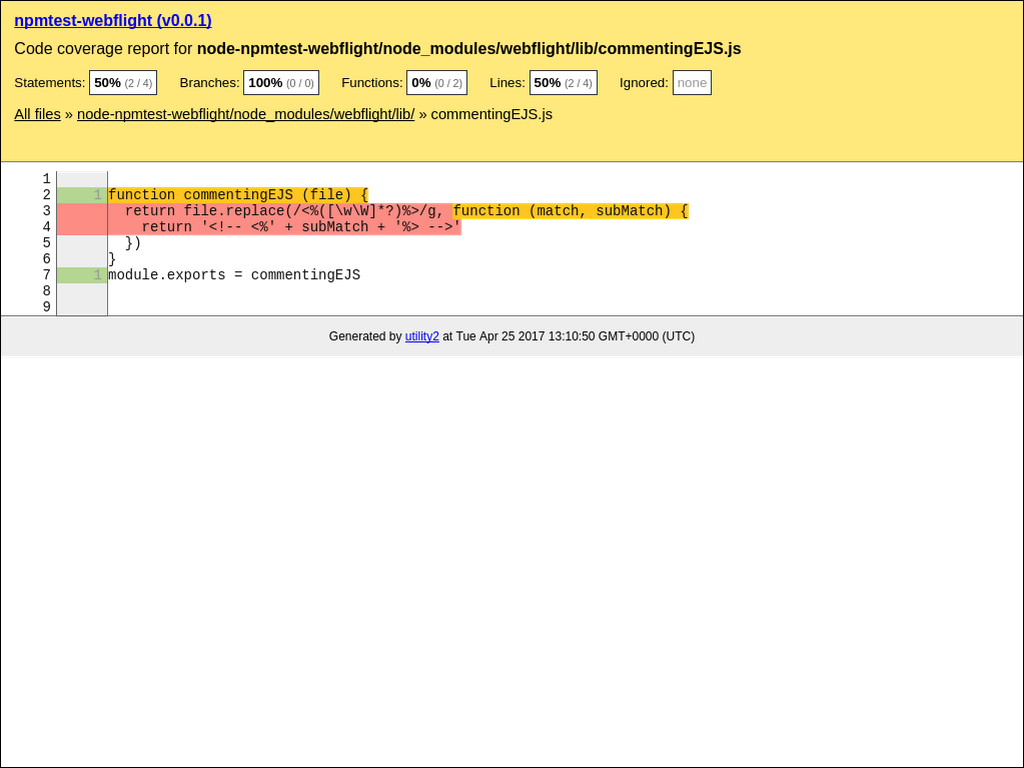 npmtest-webflight (v0.0.1)
Code coverage report for node-npmtest-webflight/node_modules/webflight/lib/commentingEJS.js
Statements: 50% (2 / 4) Branches: 100% (0 / 0) Functions: 0% (0 / 2) Lines: 50% (2 / 4) Ignored: none
All files » node-npmtest-webflight/node_modules/webflight/lib/ » commentingEJS.js
1
2 1 function commentingEJS (file) {
3   return file.replace(/<%([\w\W]*?)%>/g, function (match, subMatch) {
4     return '<!-- <%' + subMatch + '%> -->'
5   })
6 }
7 1 module.exports = commentingEJS
8
9
Generated by utility2 at Tue Apr 25 2017 13:10:50 GMT+0000 (UTC)